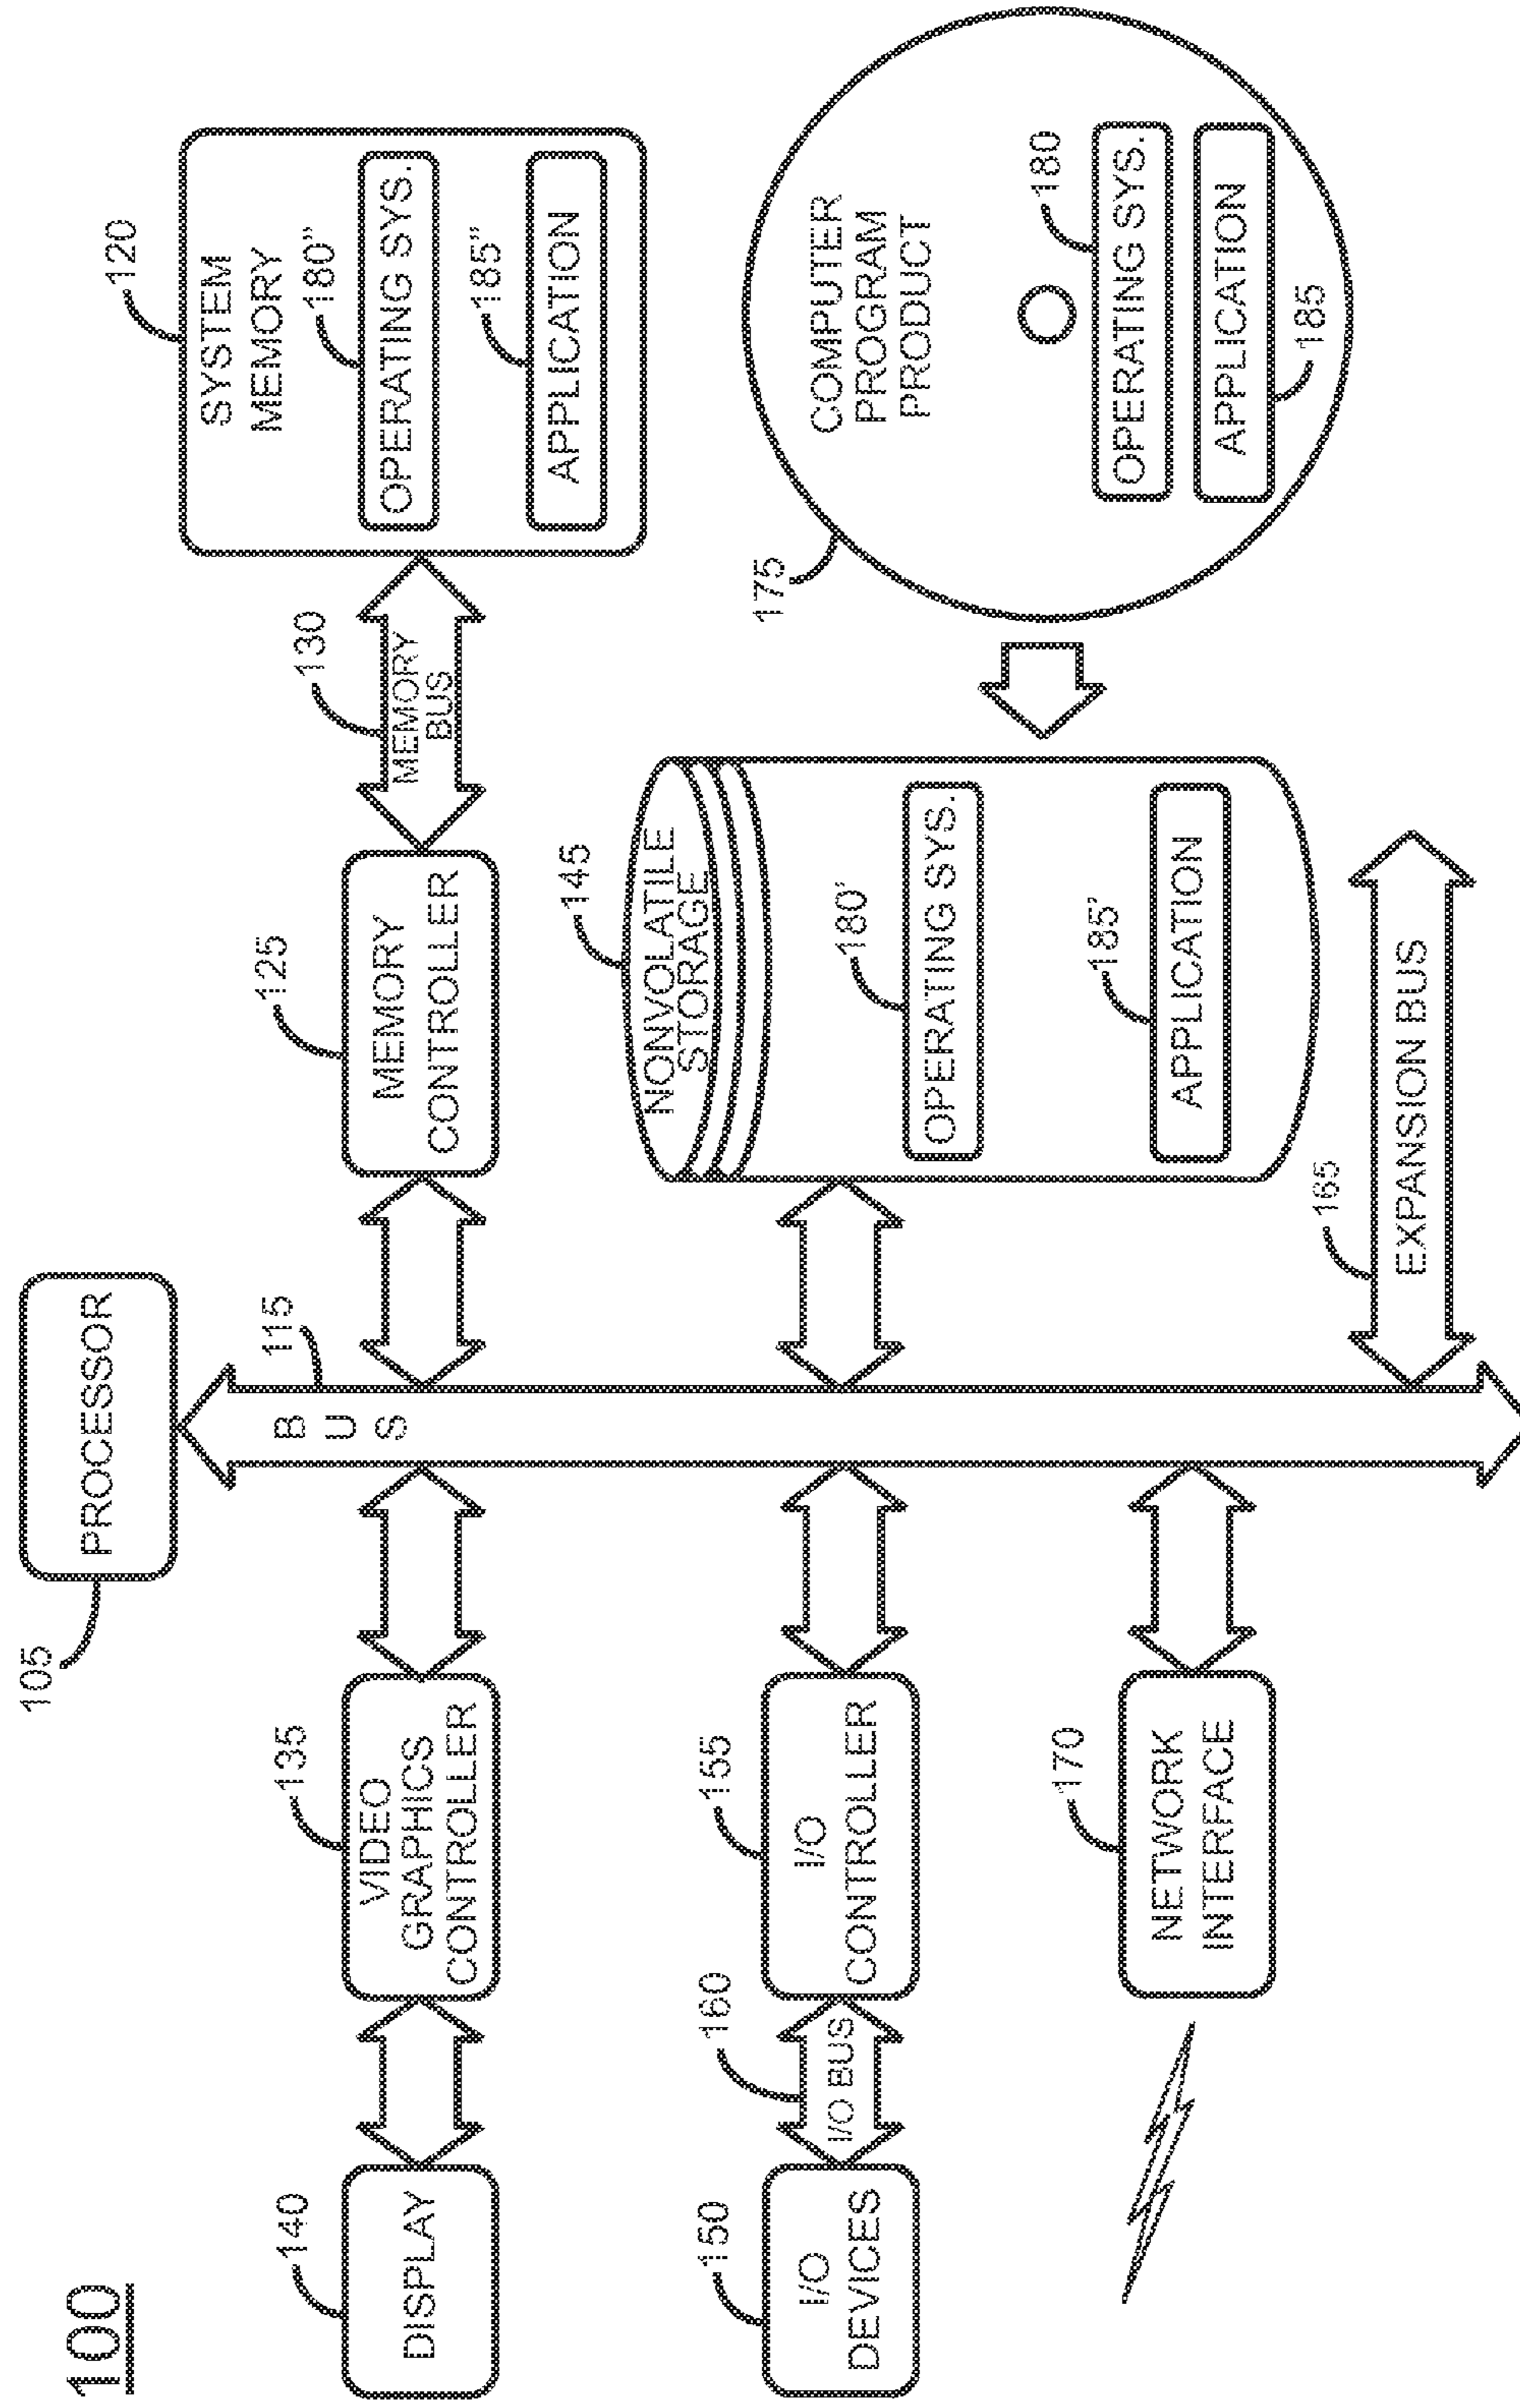 100
PROCESSOR
105
BUS
115
SYSTEM
MEMORY
120
180"
OPERATING SYS.
185"
APPLICATION
130
MEMORY
BUS
125
MEMORY
CONTROLLER
135
VIDEO
GRAPHICS
CONTROLLER
140
DISPLAY
145
NONVOLATILE
STORAGE
180'
OPERATING SYS.
185'
APPLICATION
175
COMPUTER
PROGRAM
PRODUCT
180
OPERATING SYS.
APPLICATION
185
155
I/O
CONTROLLER
160
I/O BUS
150
I/O
DEVICES
170
NETWORK
INTERFACE
165
EXPANSION BUS